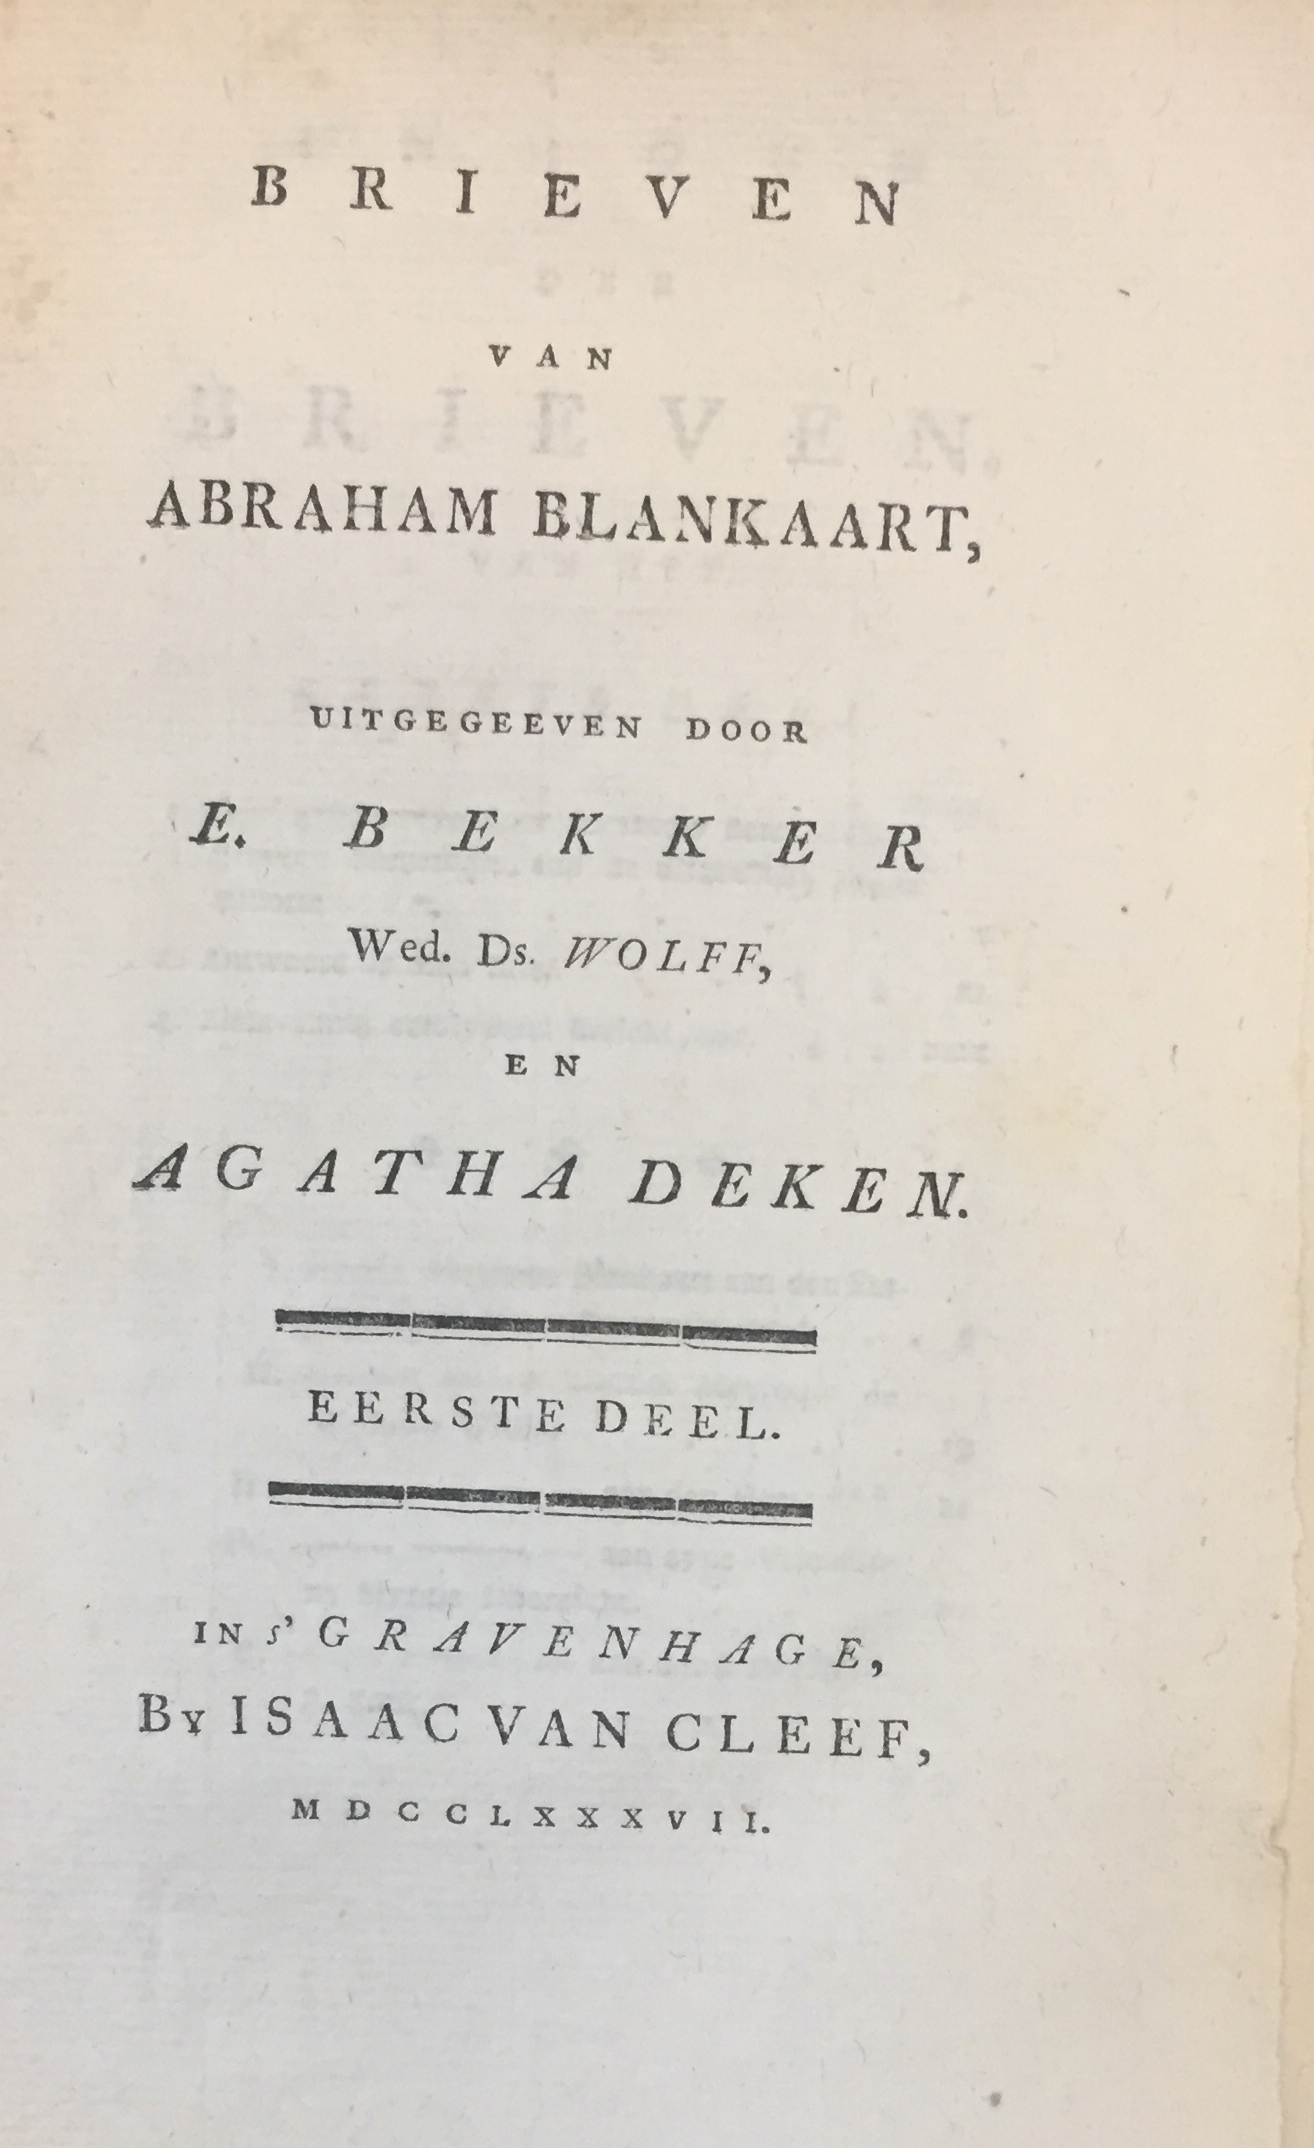 BRIEVEN
VAN
ABRAHAM BLANKAART,
UITGEGEEVEN DOOR
E. BEKKER
Wed. Ds. WOLFF,
EN
AGATHA DEKEN.
EERSTE DEEL.
IN s' GRAVENHAGE,
By ISAAC VAN CLEEF,
MDCCLXXXVII.